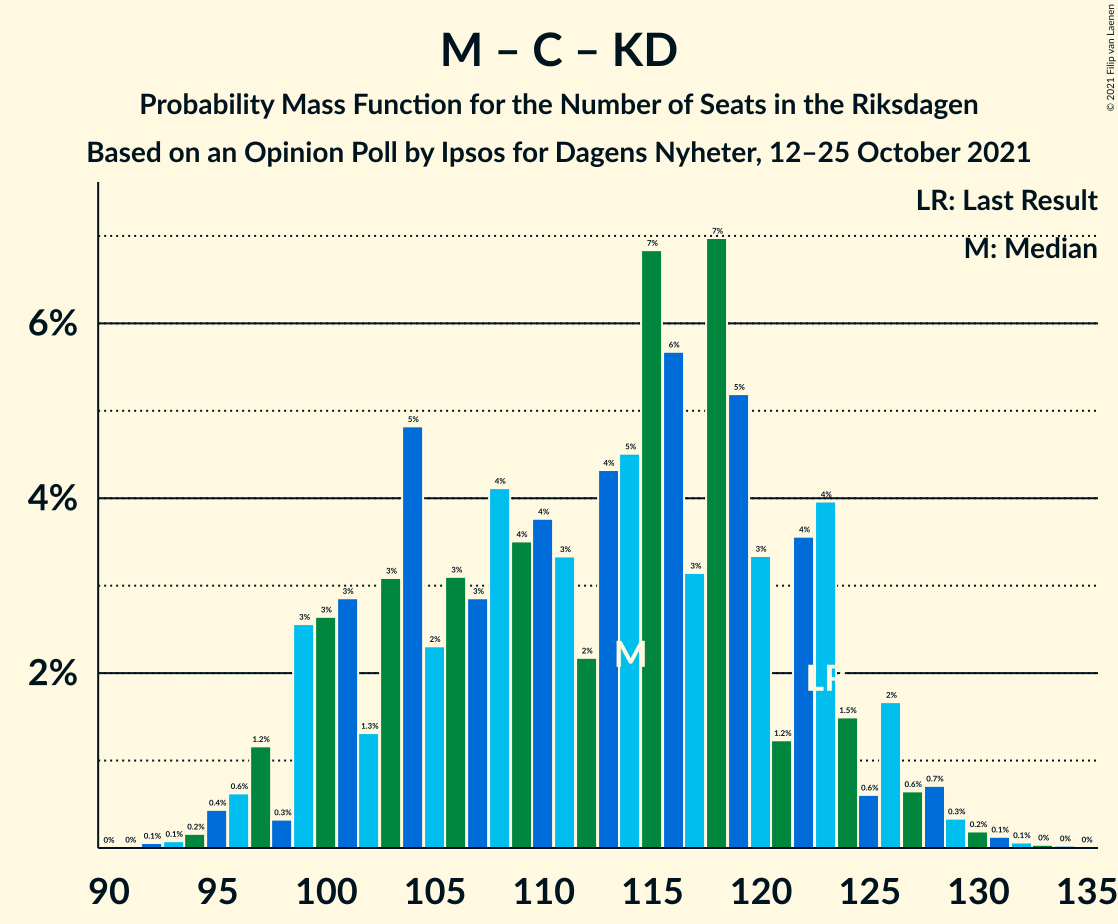 M – C – KD
Probability Mass Function for the Number of Seats in the Riksdagen
Based on an Opinion Poll by Ipsos for Dagens Nyheter, 12–25 October 2021
© 2021 Filip van Laenen
LR: Last Result
M: Median
6%
4%
2%
0% 0% 0.1% 0.1% 0.2% 0.4% 0.6% 1.2% 0.3% 3% 3% 3% 1.3% 3% 5% 2% 3% 3% 4% 4% 4% 3% 2% 4% 5% 7% 6% 3% 7% 5% 3% 1.2% 4% 4% 1.5% 0.6% 2% 0.6% 0.7% 0.3% 0.2% 0.1% 0.1% 0% 0% 0%
M
LR
90 95 100 105 110 115 120 125 130 135